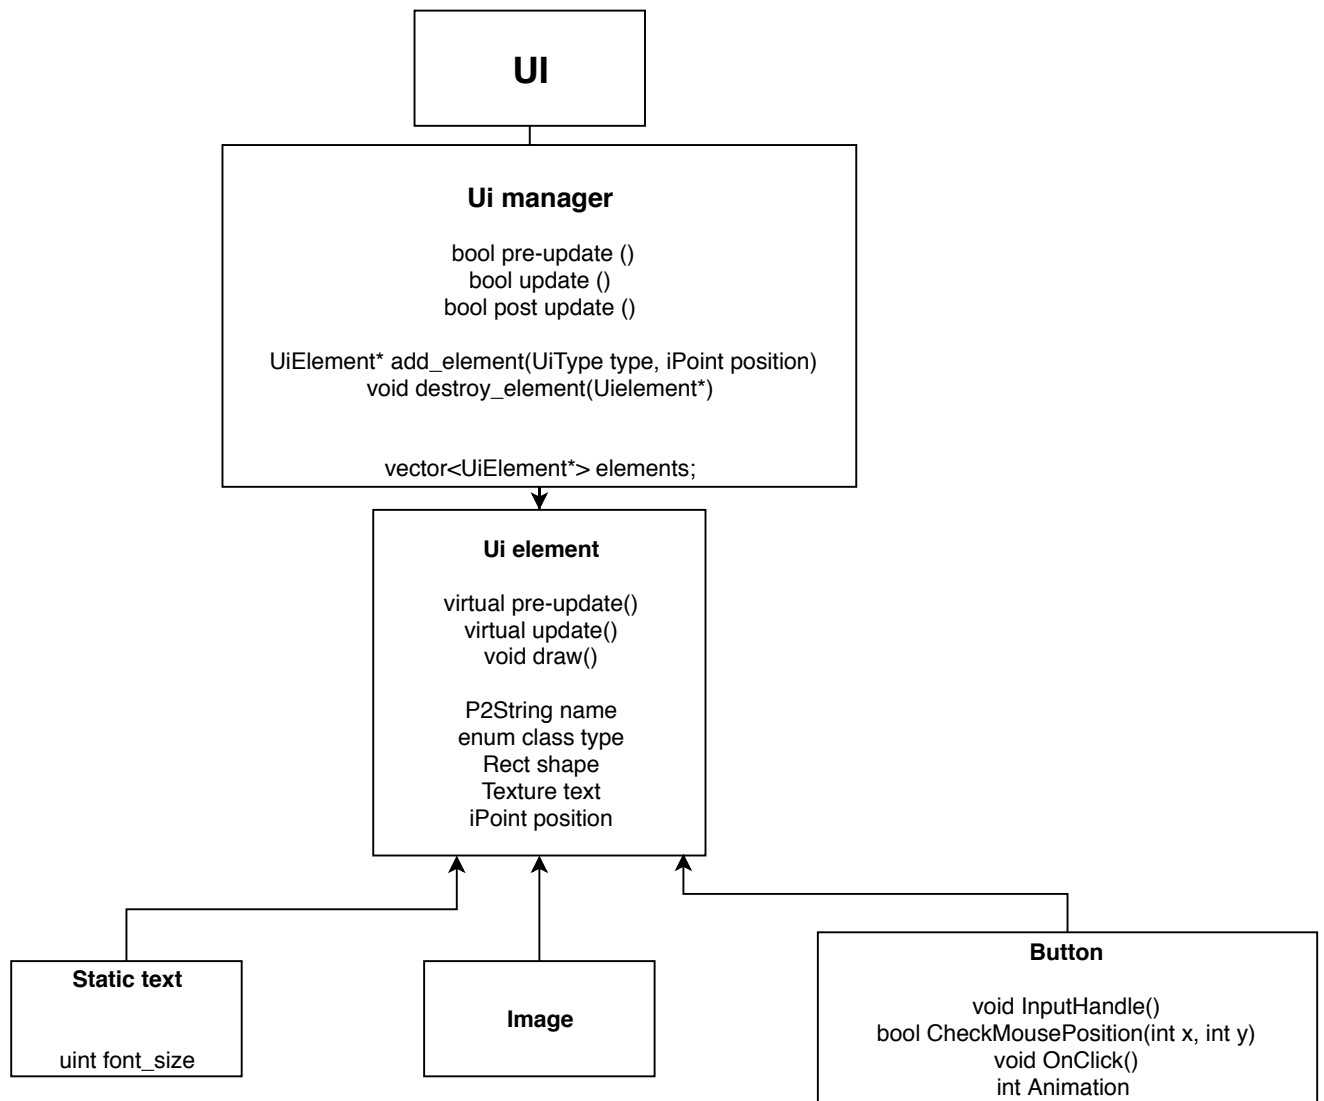 UI
Ui manager
bool pre-update ()
bool update ()
bool post update ()
UiElement* add_element(UiType type, iPoint position)
void destroy_element(Uielement*)
vector<UiElement*> elements;
Ui element
virtual pre-update()
virtual update()
void draw()
P2String name
enum class type
Rect shape
Texture text
iPoint position
Static text
uint font_size
Image
Button
void InputHandle()
bool CheckMousePosition(int x, int y)
void OnClick()
int Animation